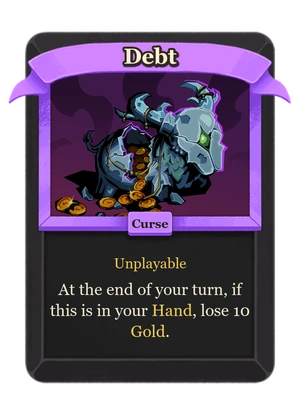 Debt
Curse
Unplayable
At the end of your turn, if
this is in your Hand, lose 10
Gold.